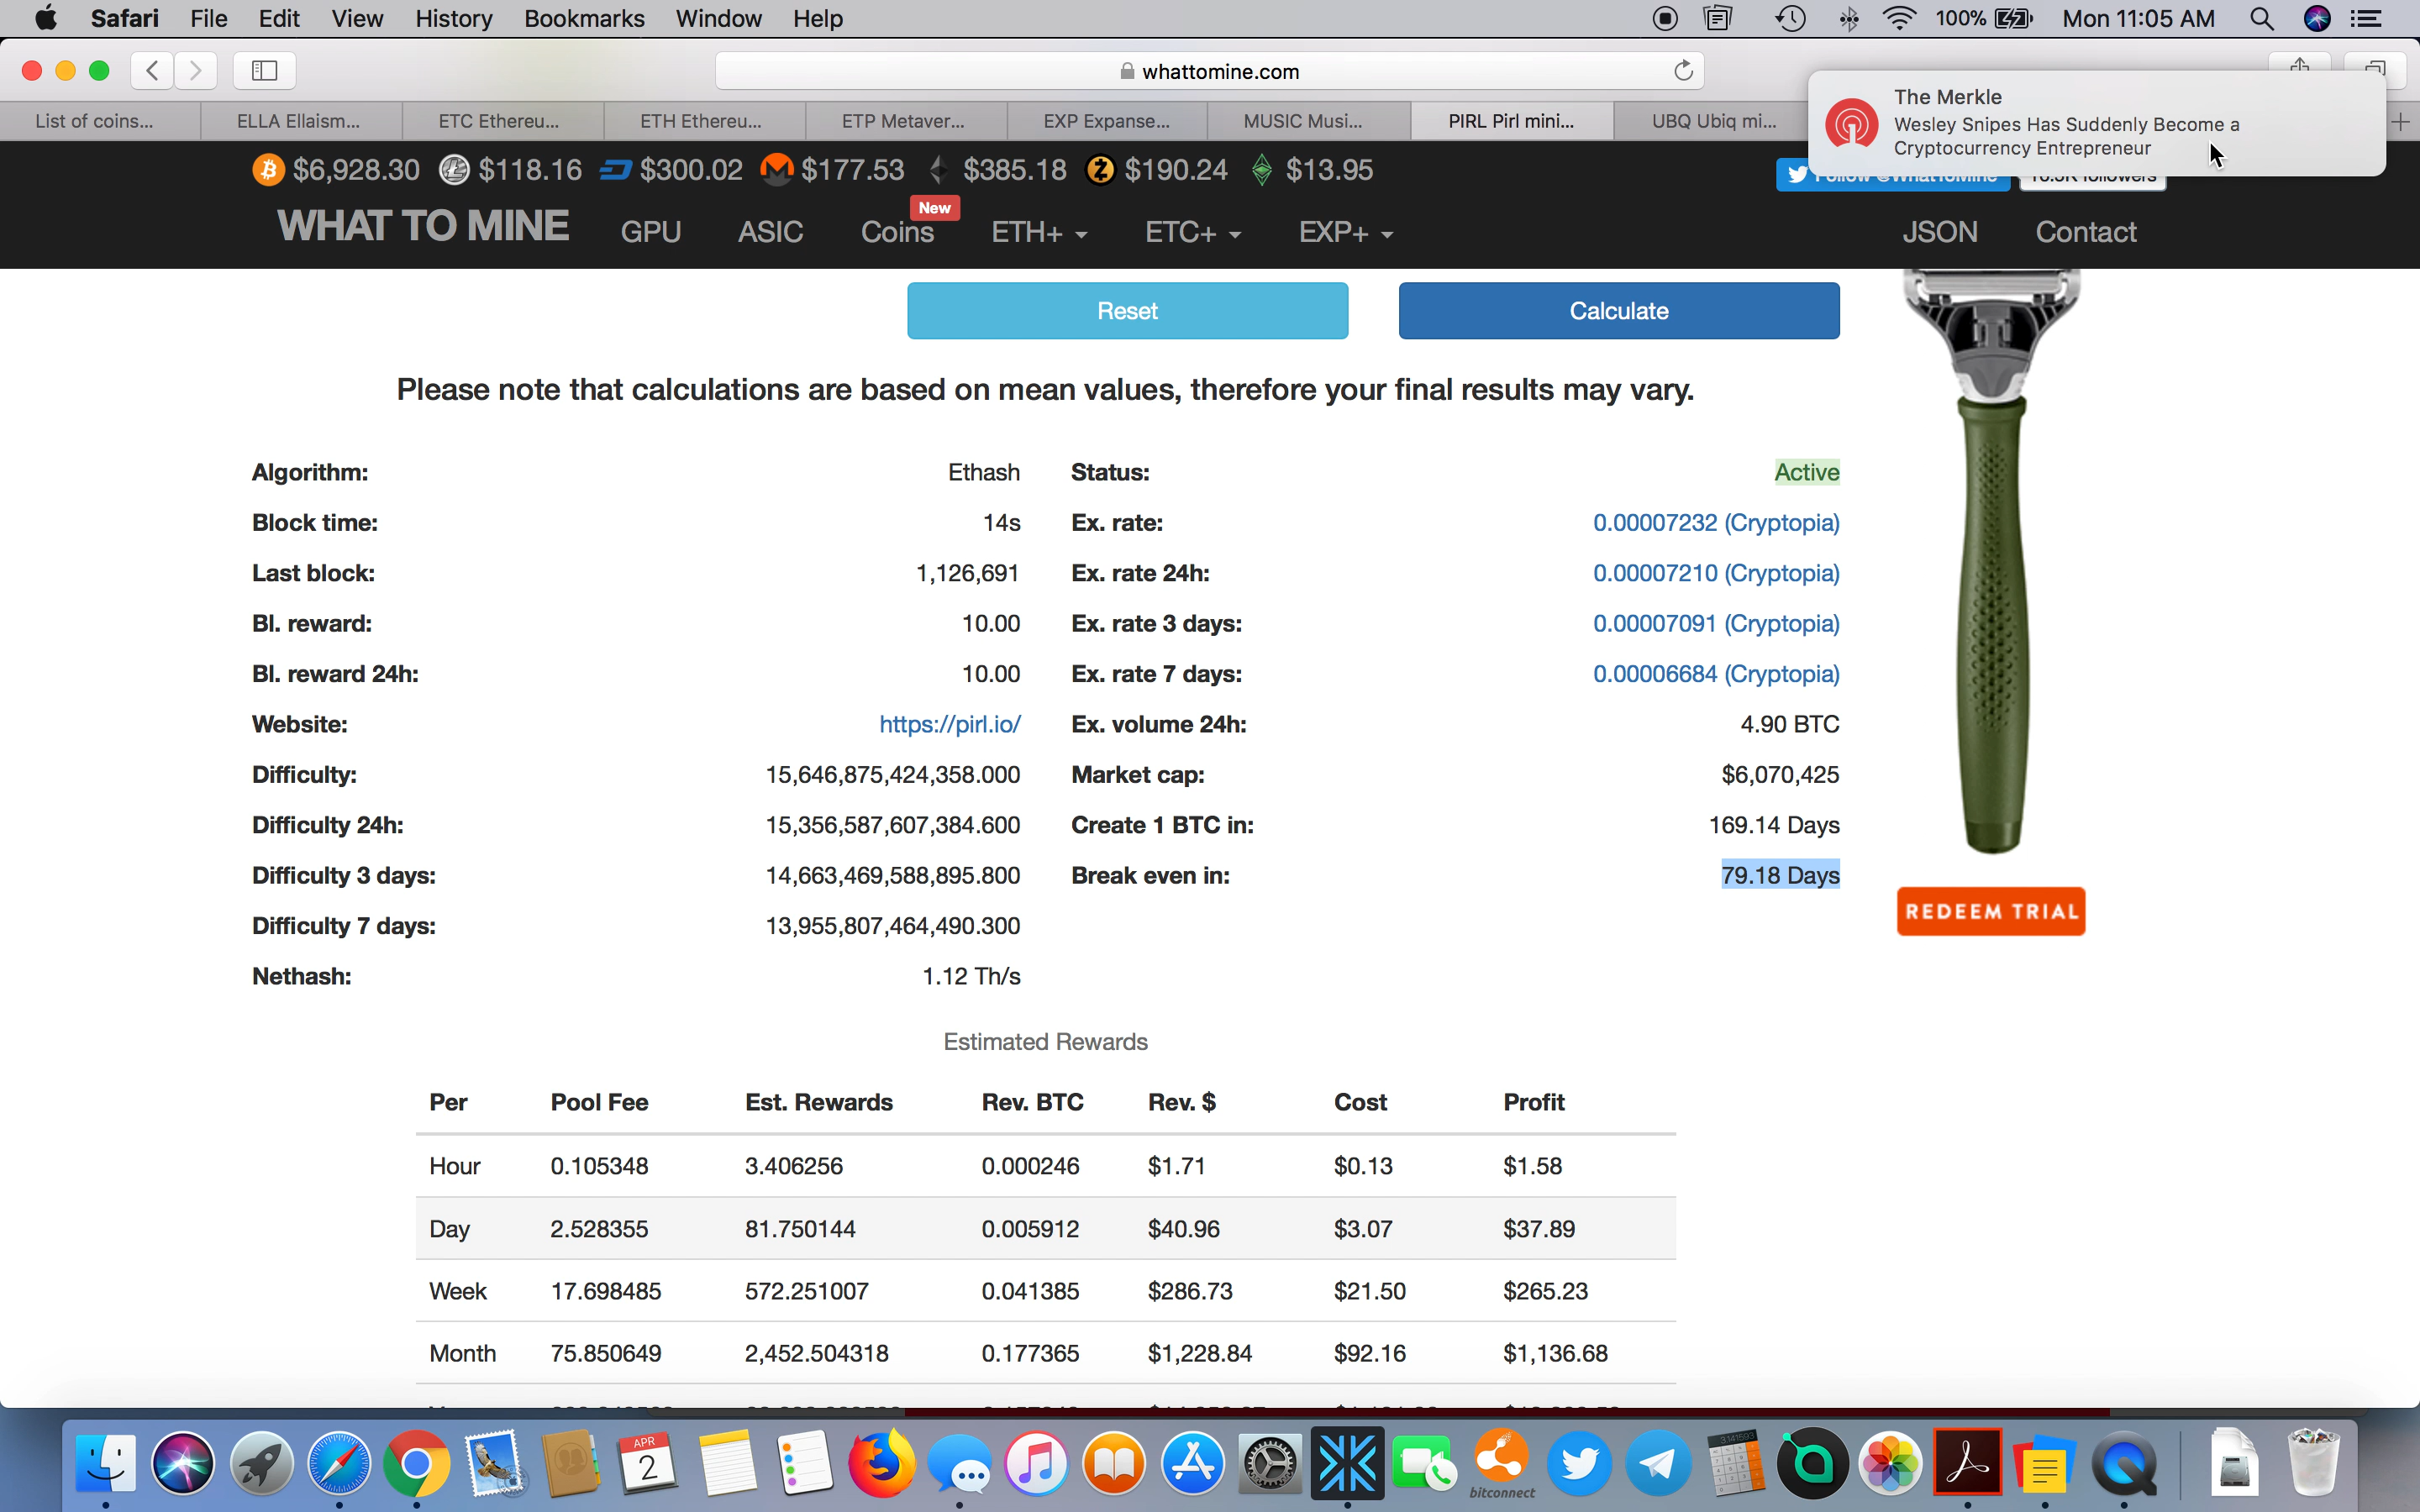 Safari File Edit View History Bookmarks Window Help 100% Mon 11:05 AM
whattomine.com
List of coins... ELLA Ellaism... ETC Ethereu... ETH Ethereu... ETP Metaver... EXP Expanse... MUSIC Musi... PIRL Pirl mini... UBQ Ubiq mi...
The Merkle
Wesley Snipes Has Suddenly Become a
Cryptocurrency Entrepreneur
$6,928.30 $118.16 $300.02 $177.53 $385.18 $190.24 $13.95
Follow @WhatToMine followers
New
WHAT TO MINE GPU ASIC Coins ETH+ ETC+ EXP+ JSON Contact
Reset Calculate
Please note that calculations are based on mean values, therefore your final results may vary.
Algorithm: Ethash Status: Active
Block time: 14s Ex. rate: 0.00007232 (Cryptopia)
Last block: 1,126,691 Ex. rate 24h: 0.00007210 (Cryptopia)
Bl. reward: 10.00 Ex. rate 3 days: 0.00007091 (Cryptopia)
Bl. reward 24h: 10.00 Ex. rate 7 days: 0.00006684 (Cryptopia)
Website: https://pirl.io/ Ex. volume 24h: 4.90 BTC
Difficulty: 15,646,875,424,358.000 Market cap: $6,070,425
Difficulty 24h: 15,356,587,607,384.600 Create 1 BTC in: 169.14 Days
Difficulty 3 days: 14,663,469,588,895.800 Break even in: 79.18 Days
REDEEM TRIAL
Difficulty 7 days: 13,955,807,464,490.300
Nethash: 1.12 Th/s
Estimated Rewards
Per Pool Fee Est. Rewards Rev. BTC Rev. $ Cost Profit
Hour 0.105348 3.406256 0.000246 $1.71 $0.13 $1.58
Day 2.528355 81.750144 0.005912 $40.96 $3.07 $37.89
Week 17.698485 572.251007 0.041385 $286.73 $21.50 $265.23
Month 75.850649 2,452.504318 0.177365 $1,228.84 $92.16 $1,136.68
APR
2
bitconnect